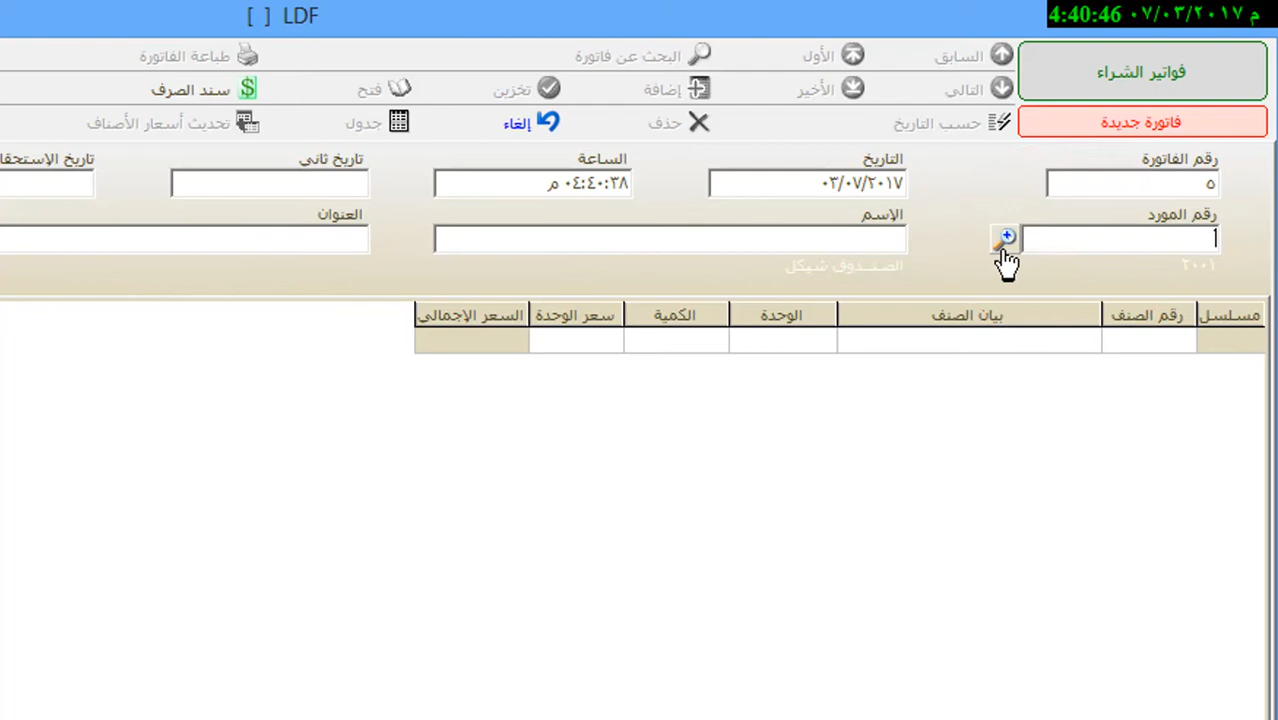 [ ] LDF
4:40:46 م ٠٧/٠٣/٢٠١٧
فواتير الشراء
السابق
الأول
البحث عن فاتورة
طباعة الفاتورة
التالي
الأخير
إضافة
تخزين
فتح
سند الصرف
فاتورة جديدة
حسب التاريخ
حذف
إلغاء
جدول
تحديث أسعار الأصناف
رقم الفاتورة
التاريخ
الساعة
تاريخ ثاني
٥
٠٣/٠٧/٢٠١٧
٠٤:٤٠:٣٨ م
رقم المورد
الإسم
العنوان
1
٢٠٠١
الصندوف شيكل
مسلسل
رقم الصنف
بيان الصنف
الوحدة
الكمية
سعر الوحدة
السعر الإجمالي